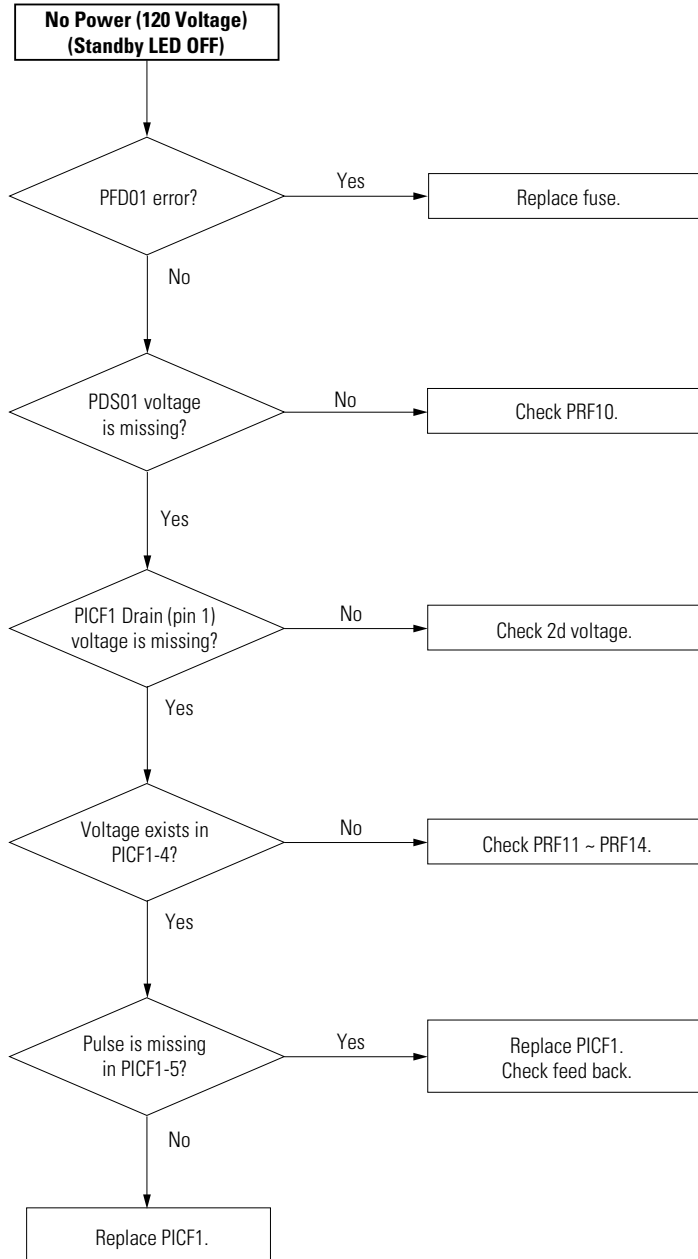 No Power (120 Voltage)
(Standby LED OFF)
PFD01 error?
Yes
Replace fuse.
No
PDS01 voltage
is missing?
No
Check PRF10.
Yes
PICF1 Drain (pin 1)
voltage is missing?
No
Check 2d voltage.
Yes
Voltage exists in
PICF1-4?
No
Check PRF11 ~ PRF14.
Yes
Pulse is missing
in PICF1-5?
Yes
Replace PICF1.
Check feed back.
No
Replace PICF1.